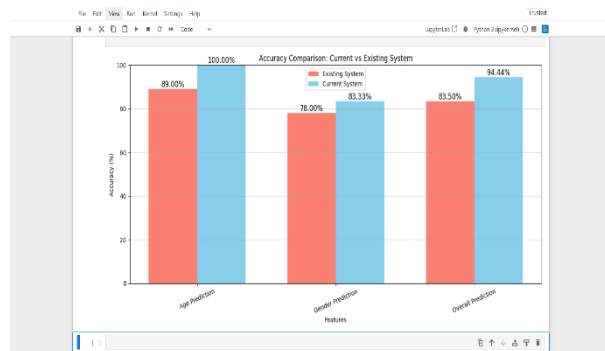 File Edit View Run Kernel Settings Help
Trusted
Code
JupyterLab
Python 3 (ipykernel)
Accuracy Comparison: Current vs Existing System
Existing System
Current System
100.00%
89.00%
78.00%
83.33%
83.50%
94.44%
Accuracy (%)
100
80
60
40
20
0
Age Prediction
Gender Prediction
Overall Prediction
Features